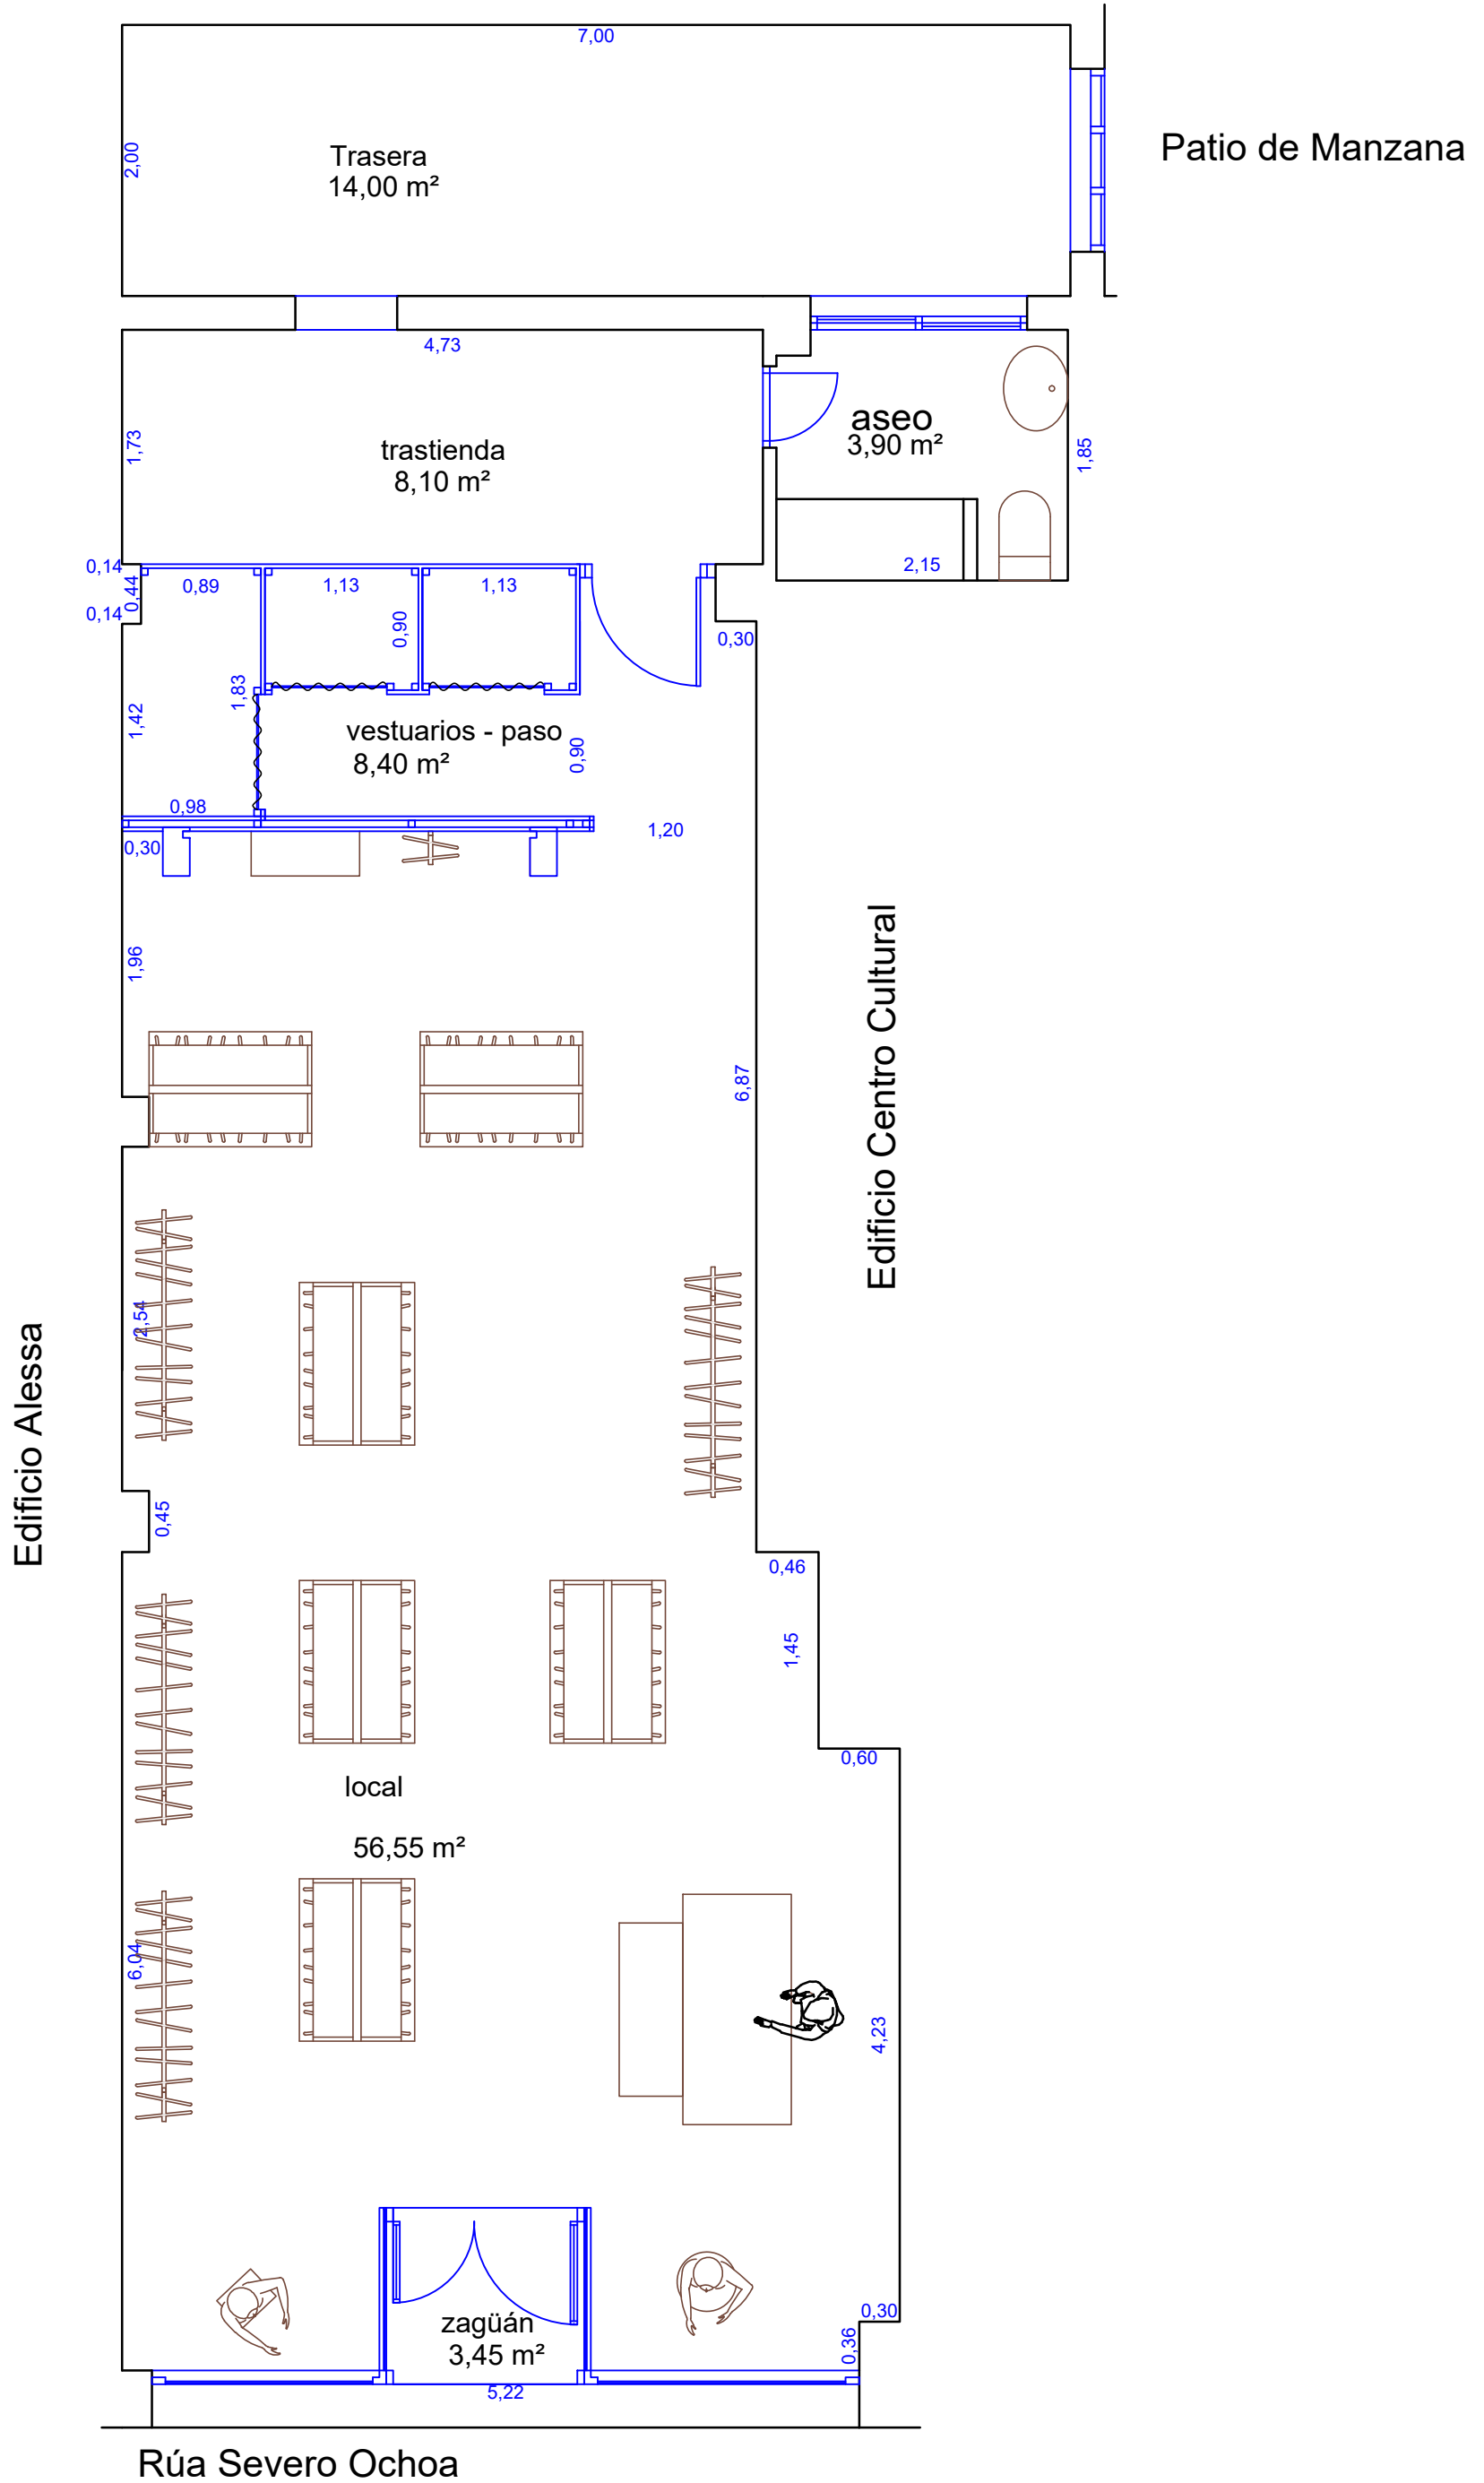 7,00
2,00
Trasera
14,00 m²
Patio de Manzana
4,73
1,73
trastienda
8,10 m²
aseo
3,90 m²
1,85
2,15
0,14
0,44
0,14
0,89
1,13
1,13
0,90
0,30
1,83
1,42
vestuarios - paso
8,40 m²
0,90
0,98
1,20
0,30
1,96
6,87
Edificio Centro Cultural
2,54
Edificio Alessa
0,45
0,46
1,45
0,60
local
56,55 m²
6,04
4,23
0,30
0,36
zagüán
3,45 m²
5,22
Rúa Severo Ochoa